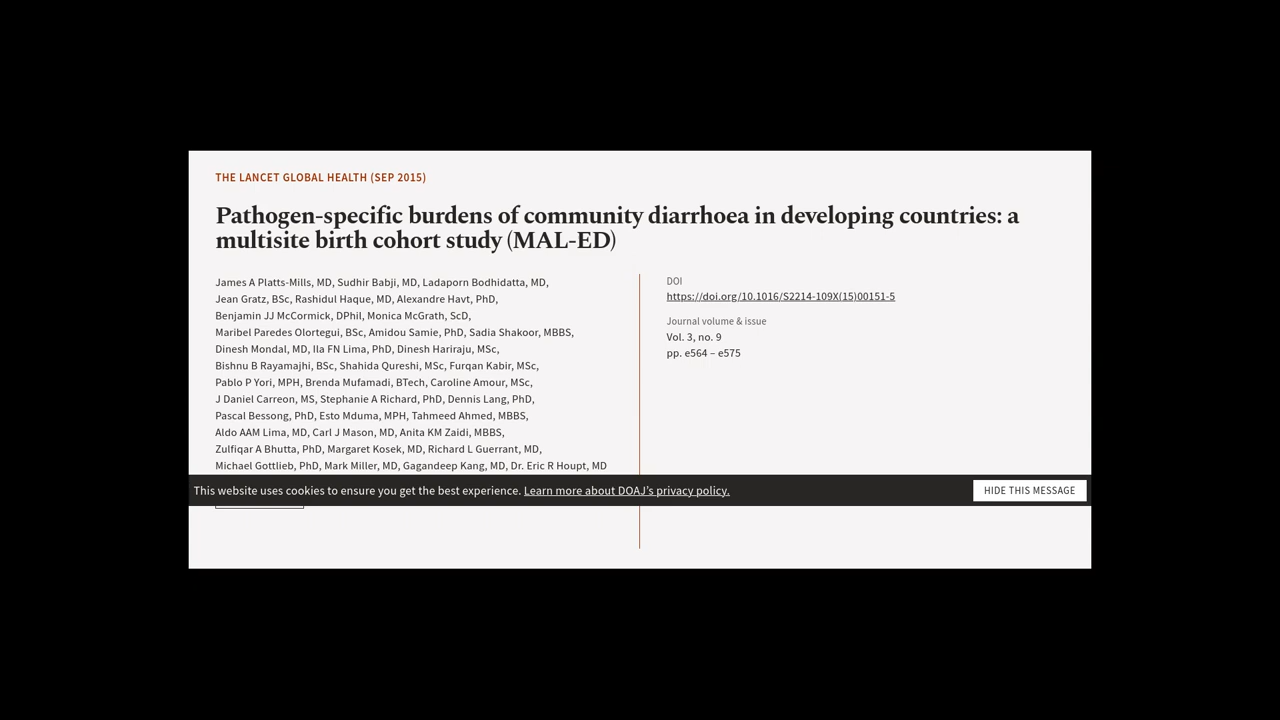 THE LANCET GLOBAL HEALTH (SEP 2015)
Pathogen-specific burdens of community diarrhoea in developing countries: a
multisite birth cohort study (MAL-ED)
James A Platts-Mills, MD, Sudhir Babji, MD, Ladaporn Bodhidatta, MD,
Jean Gratz, BSc, Rashidul Haque, MD, Alexandre Havt, PhD,
Benjamin JJ McCormick, DPhil, Monica McGrath, ScD,
Maribel Paredes Olortegui, BSc, Amidou Samie, PhD, Sadia Shakoor, MBBS,
Dinesh Mondal, MD, Ila FN Lima, PhD, Dinesh Hariraju, MSc,
Bishnu B Rayamajhi, BSc, Shahida Qureshi, MSc, Furqan Kabir, MSc,
Pablo P Yori, MPH, Brenda Mufamadi, BTech, Caroline Amour, MSc,
J Daniel Carreon, MS, Stephanie A Richard, PhD, Dennis Lang, PhD,
Pascal Bessong, PhD, Esto Mduma, MPH, Tahmeed Ahmed, MBBS,
Aldo AAM Lima, MD, Carl J Mason, MD, Anita KM Zaidi, MBBS,
Zulfiqar A Bhutta, PhD, Margaret Kosek, MD, Richard L Guerrant, MD,
Michael Gottlieb, PhD, Mark Miller, MD, Gagandeep Kang, MD, Dr. Eric R Houpt, MD
DOI
https://doi.org/10.1016/S2214-109X(15)00151-5
Journal volume & issue
Vol. 3, no. 9
pp. e564 – e575
This website uses cookies to ensure you get the best experience. Learn more about DOAJ's privacy policy.
HIDE THIS MESSAGE